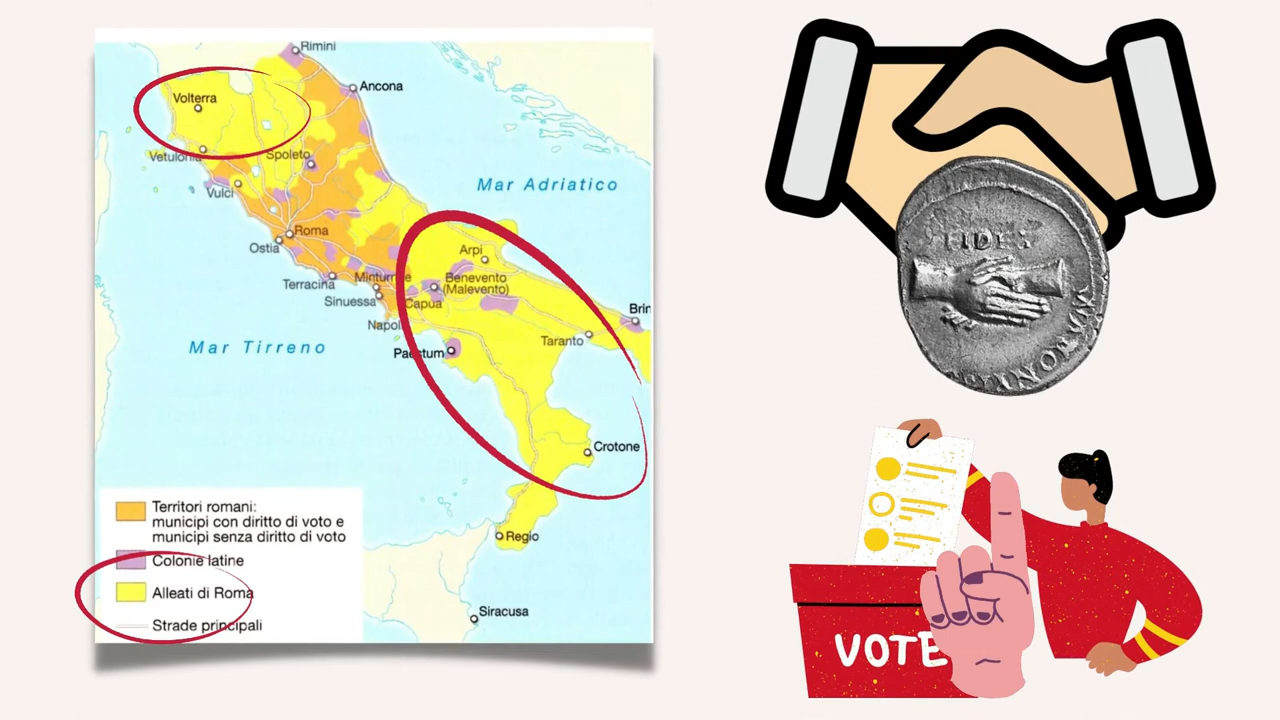 Rimini
Ancona
Volterra
Vetulonia
Spoleto
Vulci
Mar Adriatico
Roma
Ostia
Arpi
Terracina
Minturne
Benevento
(Malevento)
Sinuessa
Capua
Brin
Napol
Taranto
Mar Tirreno
Paestum
Crotone
Territori romani:
municipi con diritto di voto e
municipi senza diritto di voto
Colonie latine
Alleati di Roma
Strade principali
Regio
Siracusa
FIDES
VOTE